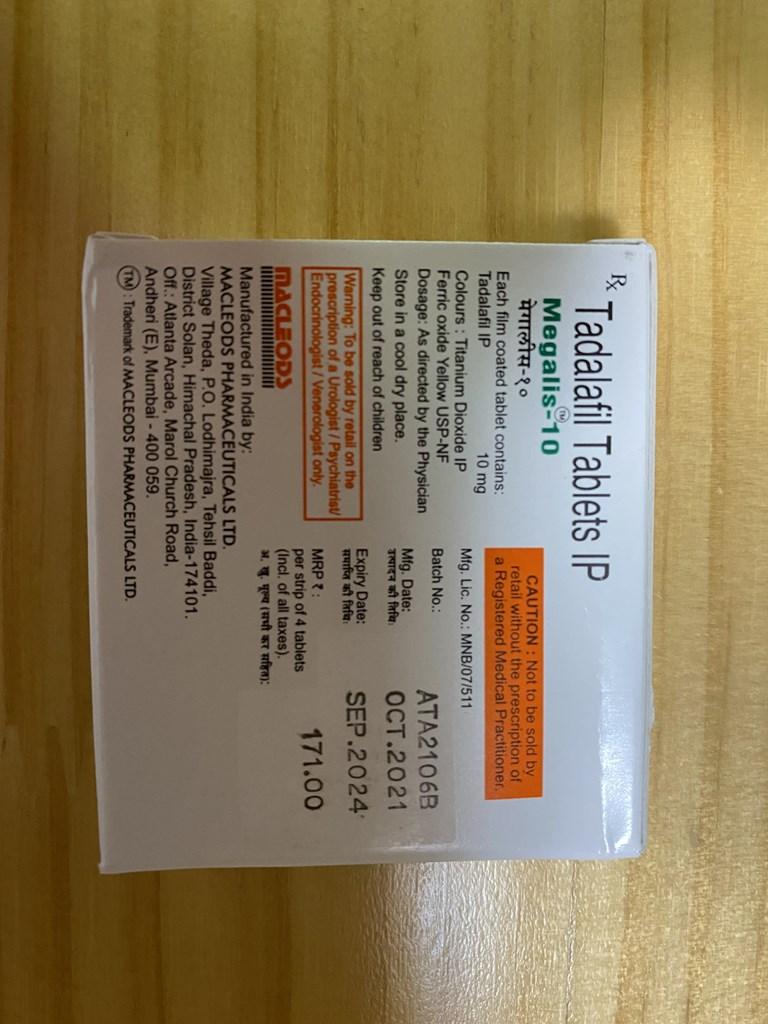 Rx Tadalafil Tablets IP
Megalis™-10
मेगालीस-१०
Each film coated tablet contains:
Tadalafil IP 10 mg
Colours : Titanium Dioxide IP
Ferric oxide Yellow USP-NF
Dosage: As directed by the Physician
Store in a cool dry place.
Keep out of reach of children
Warning: To be sold by retail on the
prescription of a Urologist / Psychiatrist/
Endocrinologist / Venerologist only.
MACLEODS
Manufactured in India by:
MACLEODS PHARMACEUTICALS LTD.
Village Theda, P.O. Lodhimajra, Tehsil Baddi,
District Solan, Himachal Pradesh, India-174101.
Off.: Atlanta Arcade, Marol Church Road,
Andheri (E), Mumbai - 400 059.
TM : Trademark of MACLEODS PHARMACEUTICALS LTD.
CAUTION : Not to be sold by
retail without the prescription of
a Registered Medical Practitioner.
Mfg. Lic. No.: MNB/07/511
Batch No.: ATA2106B
Mfg. Date: OCT.2021
उत्पादन की तिथि:
Expiry Date: SEP.2024
समाप्ति की तिथि:
MRP ₹ : 171.00
per strip of 4 tablets
(Incl. of all taxes).
अ. खु. मूल्य (सभी कर सहित):